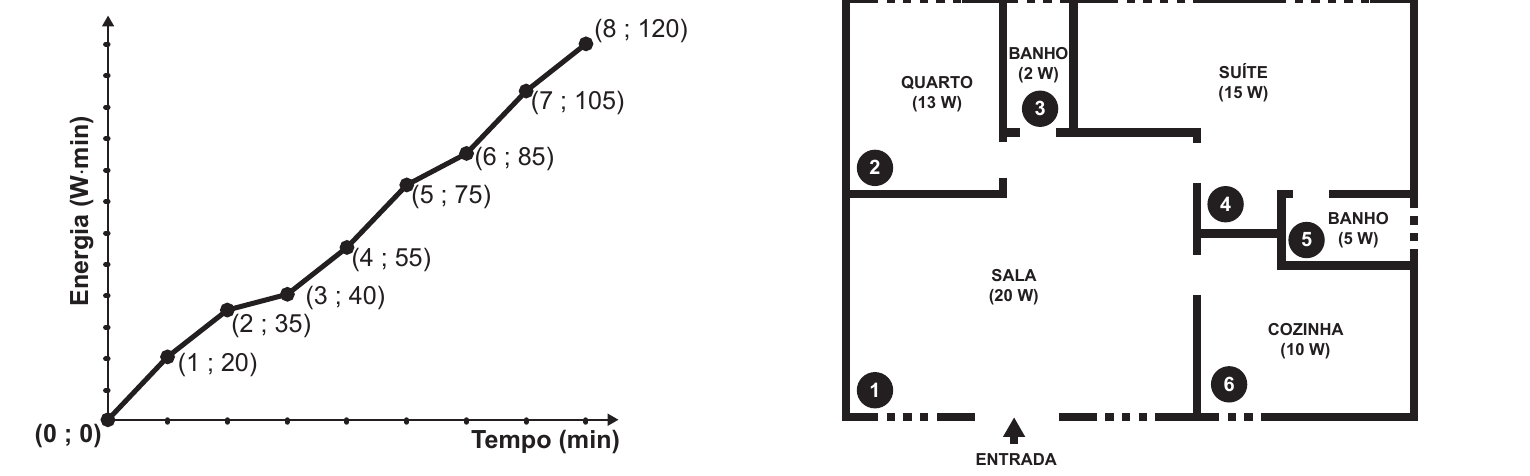 Energia (W·min)
(8 ; 120)
(7 ; 105)
(6 ; 85)
(5 ; 75)
(4 ; 55)
(3 ; 40)
(2 ; 35)
(1 ; 20)
(0 ; 0)
Tempo (min)
QUARTO
(13 W)
2
BANHO
(2 W)
3
SUÍTE
(15 W)
4
5
BANHO
(5 W)
SALA
(20 W)
1
COZINHA
(10 W)
6
ENTRADA